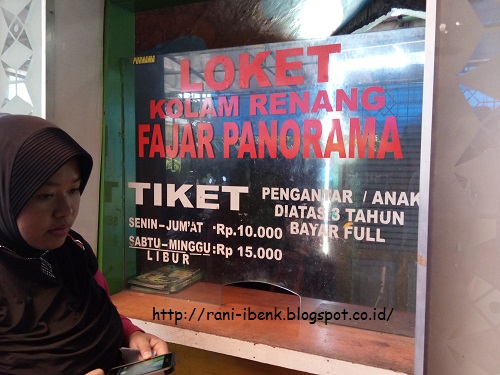 PURNAMA
LOKET
KOLAM RENANG
FAJAR PANORAMA
TIKET
SENIN-JUM'AT :Rp.10.000
SABTU-MINGGU :Rp 15.000
LIBUR
PENGANTAR / ANAK
DIATAS 3 TAHUN
BAYAR FULL
http://rani-ibenk.blogspot.co.id/